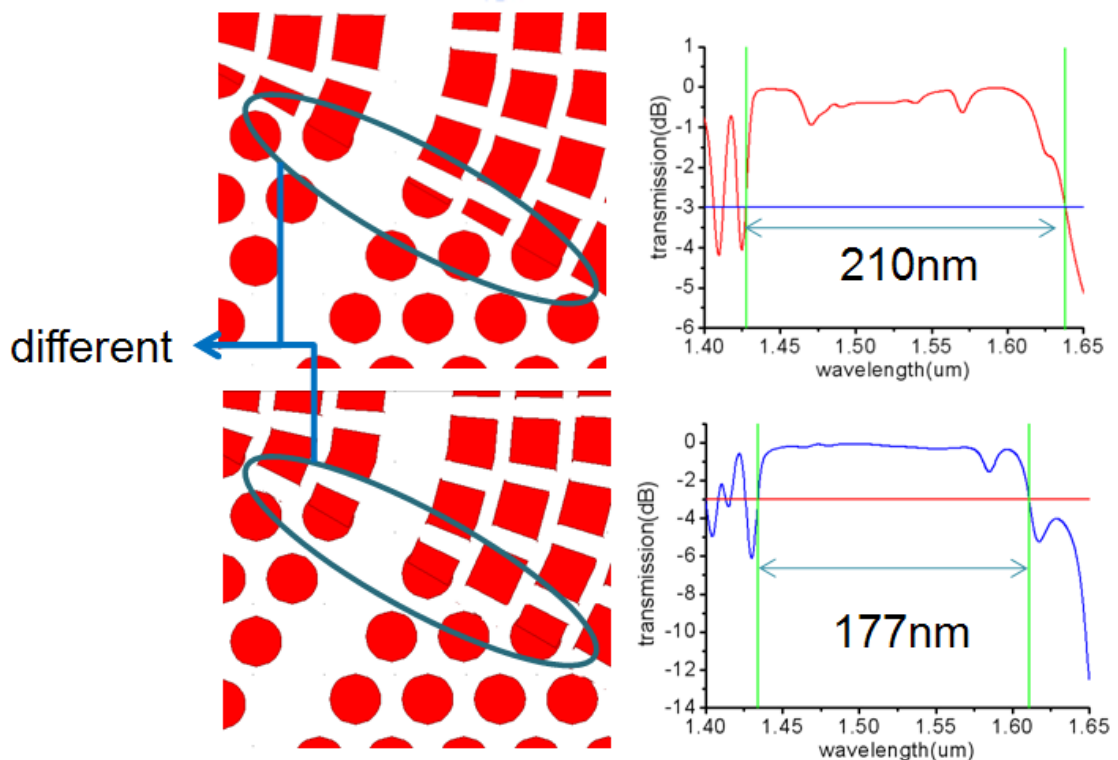 different
1
0
-1
-2
-3
-4
-5
-6
transmission(dB)
210nm
1.40 1.45 1.50 1.55 1.60 1.65
wavelength(um)
0
-2
-4
-6
-8
-10
-12
-14
transmission(dB)
177nm
1.40 1.45 1.50 1.55 1.60 1.65
wavelength(um)